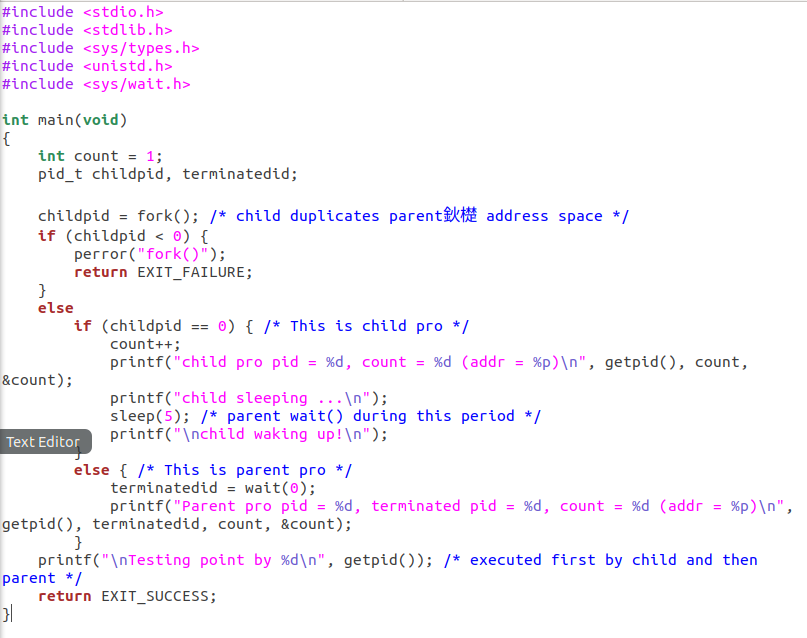 #include <stdio.h>
#include <stdlib.h>
#include <sys/types.h>
#include <unistd.h>
#include <sys/wait.h>
int main(void)
{
    int count = 1;
    pid_t childpid, terminatedid;
    childpid = fork(); /* child duplicates parent鈥檚 address space */
    if (childpid < 0) {
        perror("fork()");
        return EXIT_FAILURE;
    }
    else
        if (childpid == 0) { /* This is child pro */
            count++;
            printf("child pro pid = %d, count = %d (addr = %p)\n", getpid(), count,
&count);
            printf("child sleeping ...\n");
            sleep(5); /* parent wait() during this period */
            printf("\nchild waking up!\n");
Text Editor
        }
        else { /* This is parent pro */
            terminatedid = wait(0);
            printf("Parent pro pid = %d, terminated pid = %d, count = %d (addr = %p)\n",
getpid(), terminatedid, count, &count);
        }
    printf("\nTesting point by %d\n", getpid()); /* executed first by child and then
parent */
    return EXIT_SUCCESS;
}